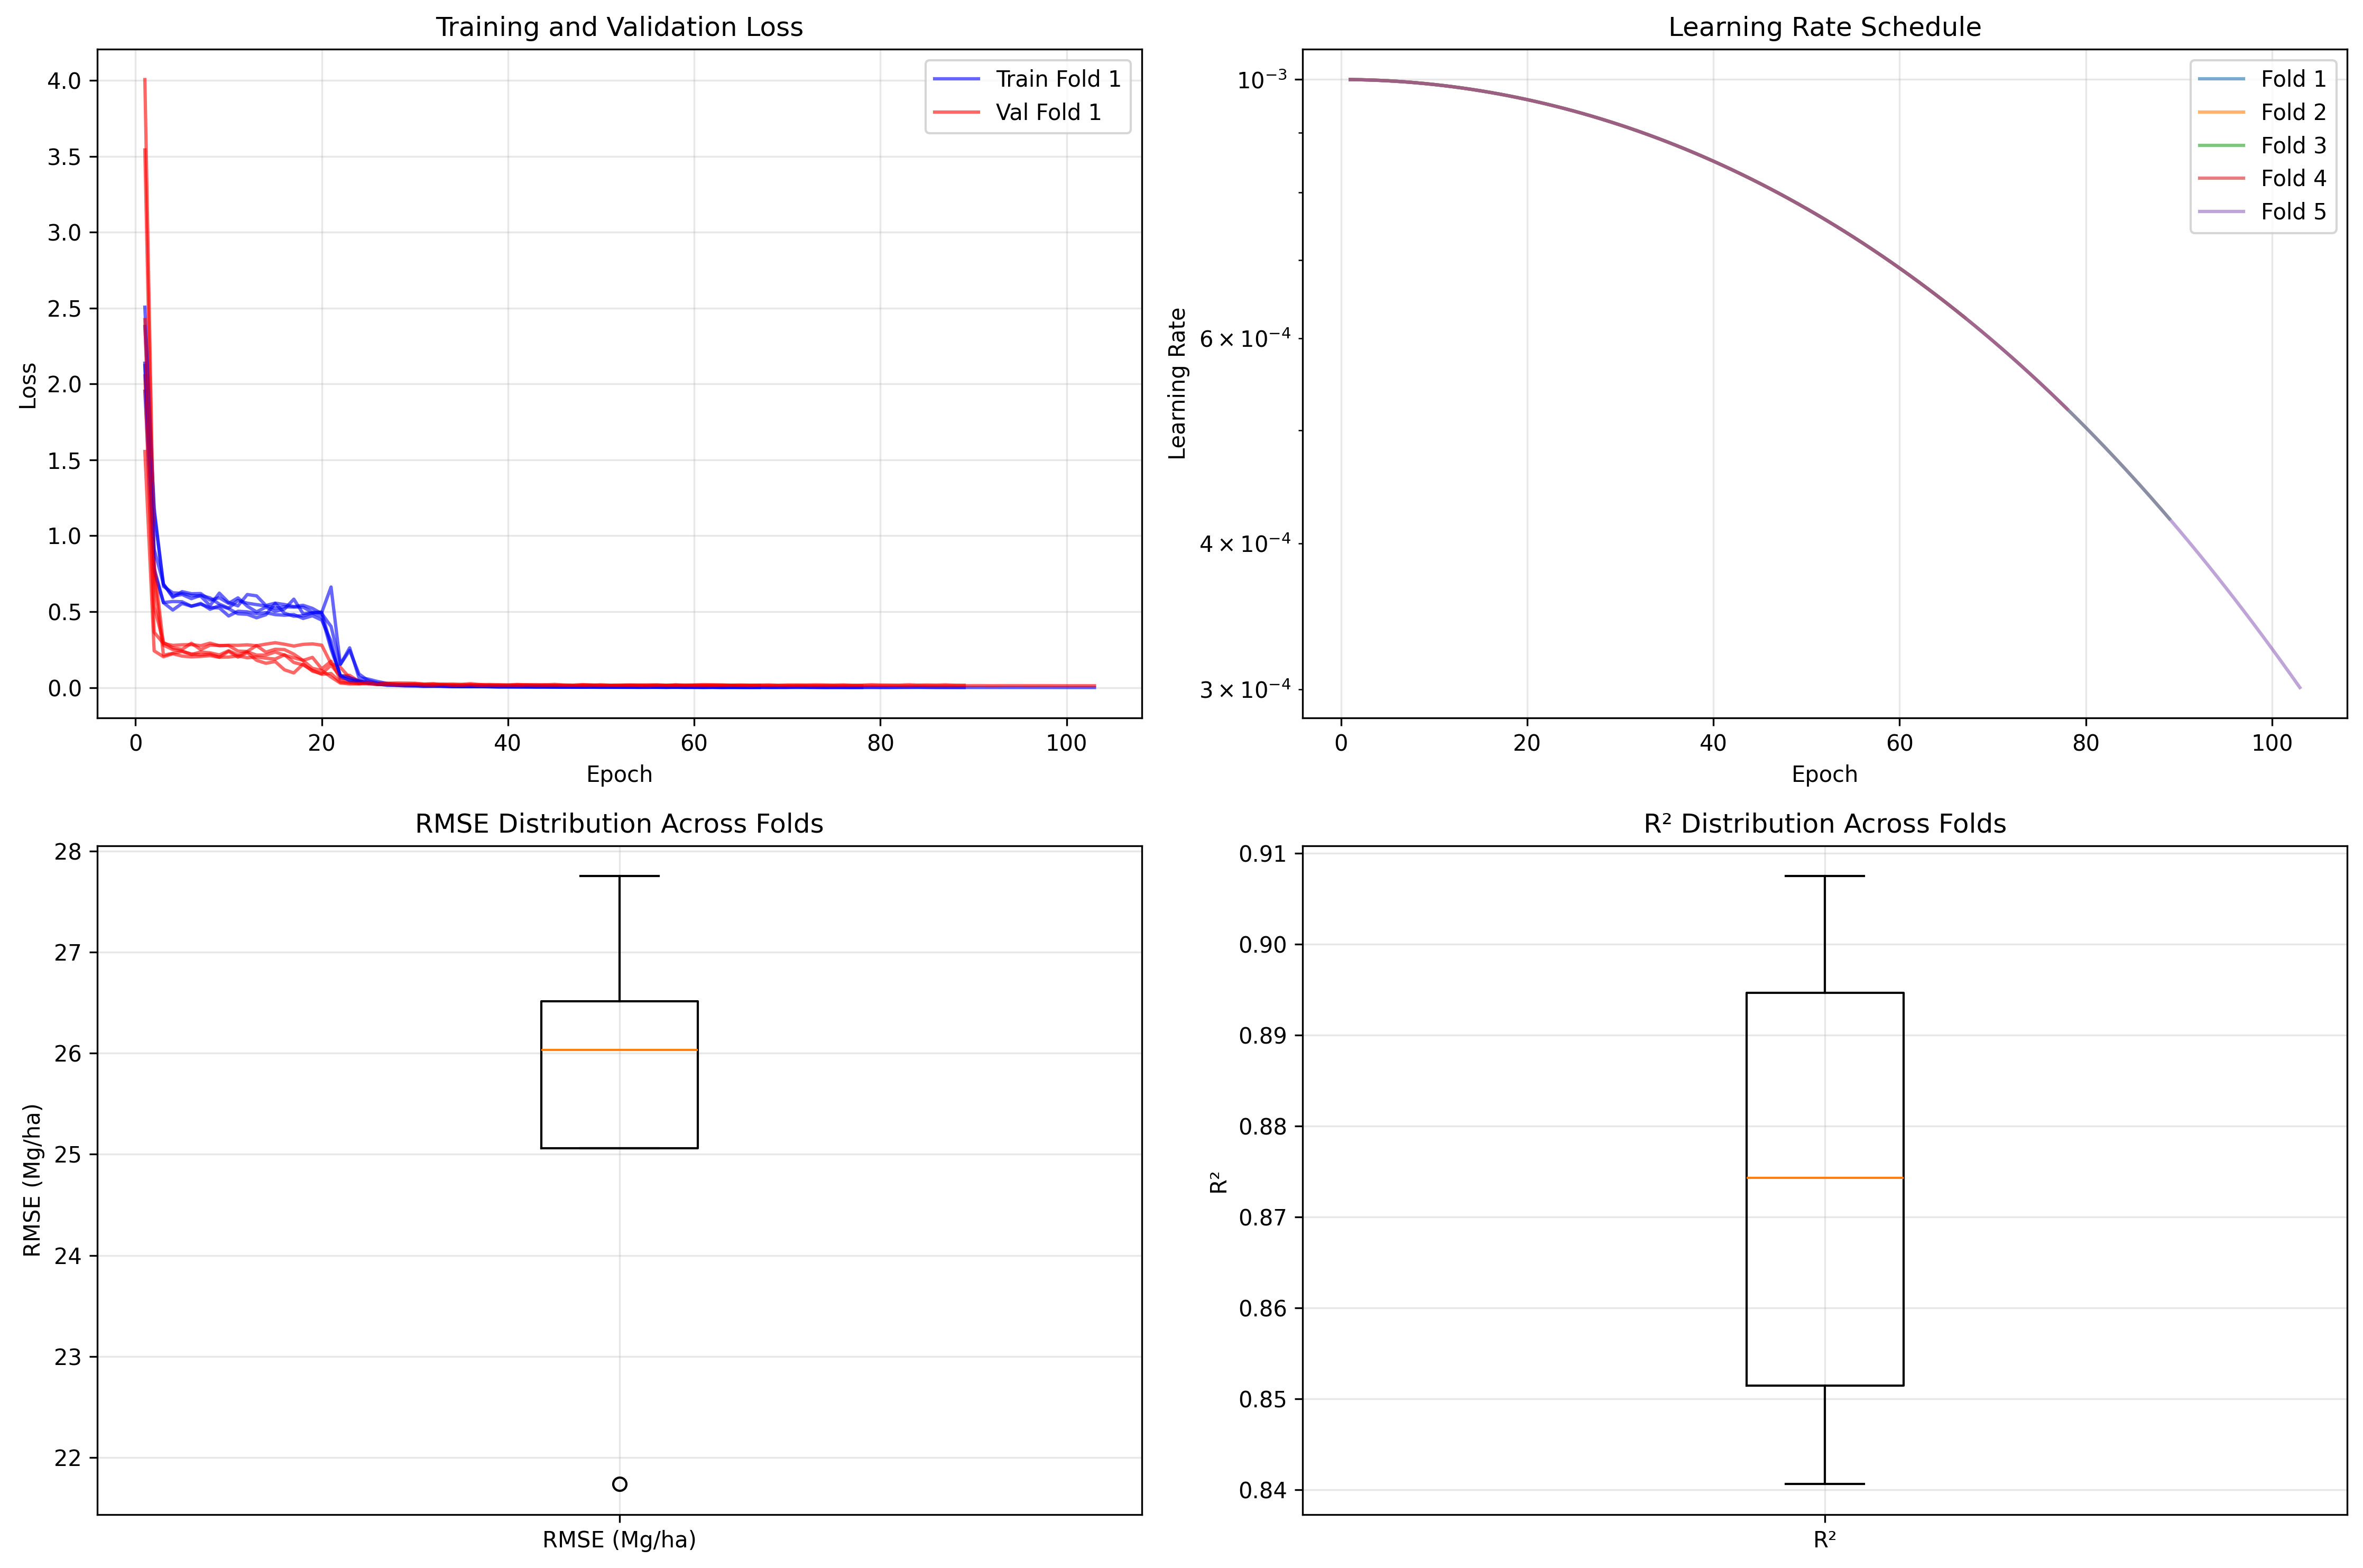 Training and Validation Loss
Loss
4.0
3.5
3.0
2.5
2.0
1.5
1.0
0.5
0.0
Train Fold 1
Val Fold 1
0 20 40 60 80 100
Epoch
Learning Rate Schedule
Learning Rate
10⁻³
6 × 10⁻⁴
4 × 10⁻⁴
3 × 10⁻⁴
Fold 1
Fold 2
Fold 3
Fold 4
Fold 5
0 20 40 60 80 100
Epoch
RMSE Distribution Across Folds
RMSE (Mg/ha)
28
27
26
25
24
23
22
RMSE (Mg/ha)
R² Distribution Across Folds
R²
0.91
0.90
0.89
0.88
0.87
0.86
0.85
0.84
R²